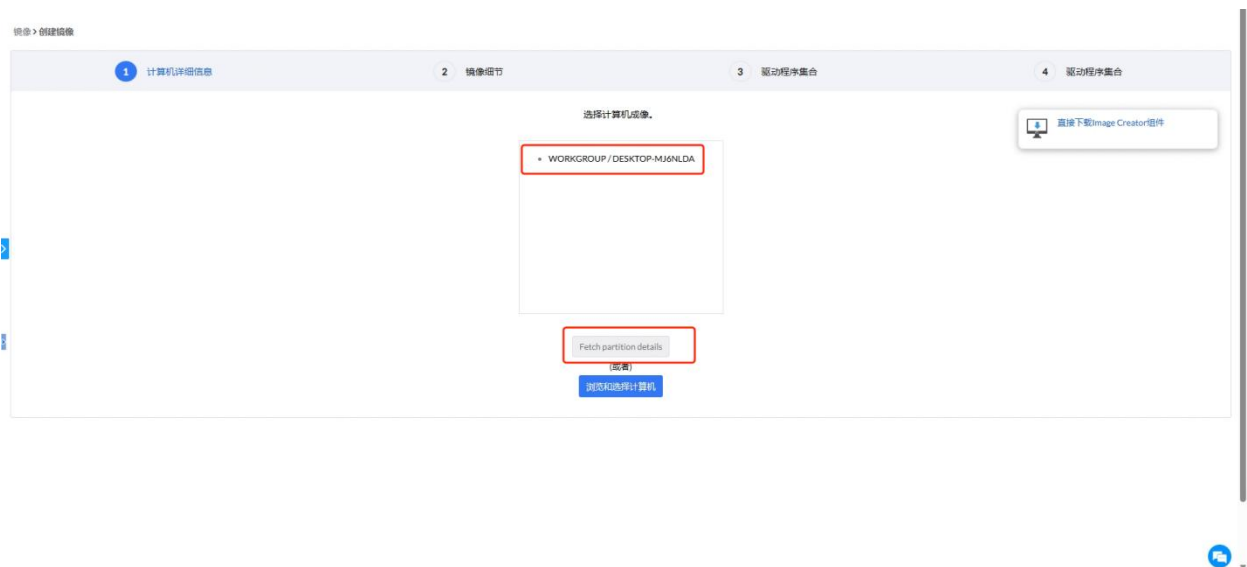 镜像 > 创建镜像
1 计算机详细信息
2 镜像细节
3 驱动程序集合
4 驱动程序集合
选择计算机成像。
直接下载Image Creator组件
WORKGROUP / DESKTOP-MJ6NLDA
Fetch partition details
(或者)
浏览和选择计算机